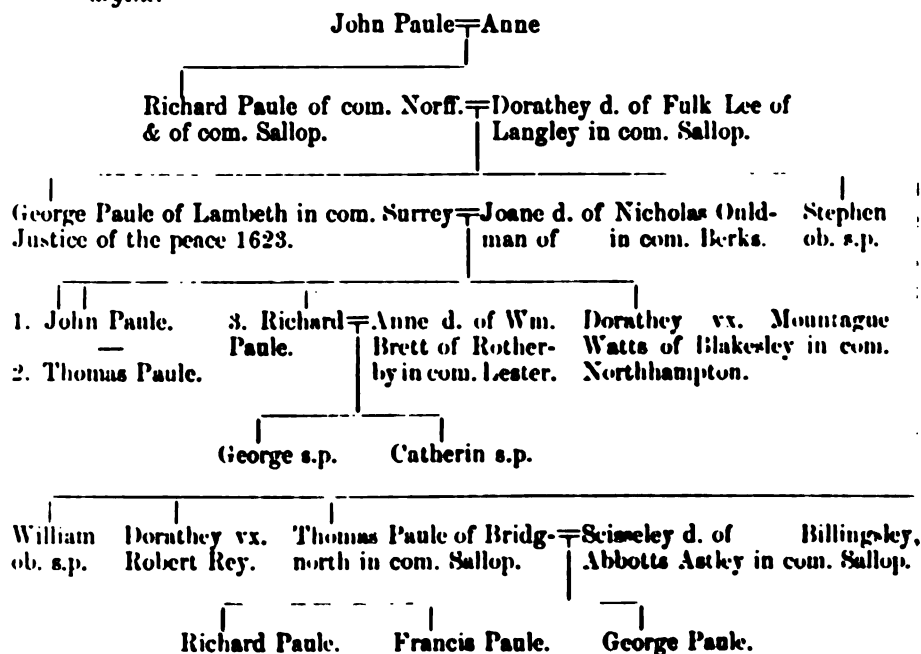 John Paule Anne
Richard Paule of com. Norff. Dorathey d. of Fulk Lee of
& of com. Sallop. Langley in com. Sallop.
George Paule of Lambeth in com. Surrey Joane d. of Nicholas Ould- Stephen
Justice of the peace 1623. man of in com. Berks. ob. s.p.
1. John Paule. 3. Richard Anne d. of Wm. Dorathey vx. Mountague
Paule. Brett of Rother- Watts of Blakesley in com.
2. Thomas Paule. by in com. Lester. Northhampton.
George s.p. Catherin s.p.
William Dorathey vx. Thomas Paule of Bridg- Scisseley d. of Billingsley,
ob. s.p. Robert Rey. north in com. Sallop. Abbotts Astley in com. Sallop.
Richard Paule. Francis Paule. George Paule.